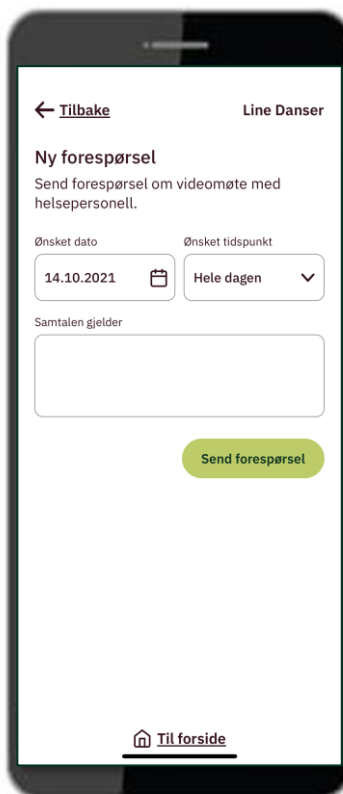 Tilbake
Line Danser
Ny forespørsel
Send forespørsel om videomøte med
helsepersonell.
Ønsket dato
Ønsket tidspunkt
14.10.2021
Hele dagen
Samtalen gjelder
Send forespørsel
Til forside